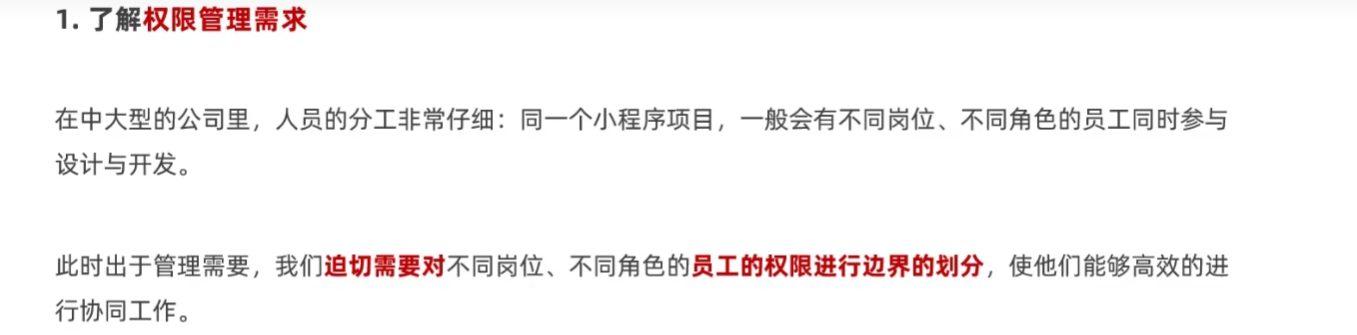 1. 了解权限管理需求
在中大型的公司里，人员的分工非常仔细：同一个小程序项目，一般会有不同岗位、不同角色的员工同时参与
设计与开发。
此时出于管理需要，我们迫切需要对不同岗位、不同角色的员工的权限进行边界的划分，使他们能够高效的进
行协同工作。